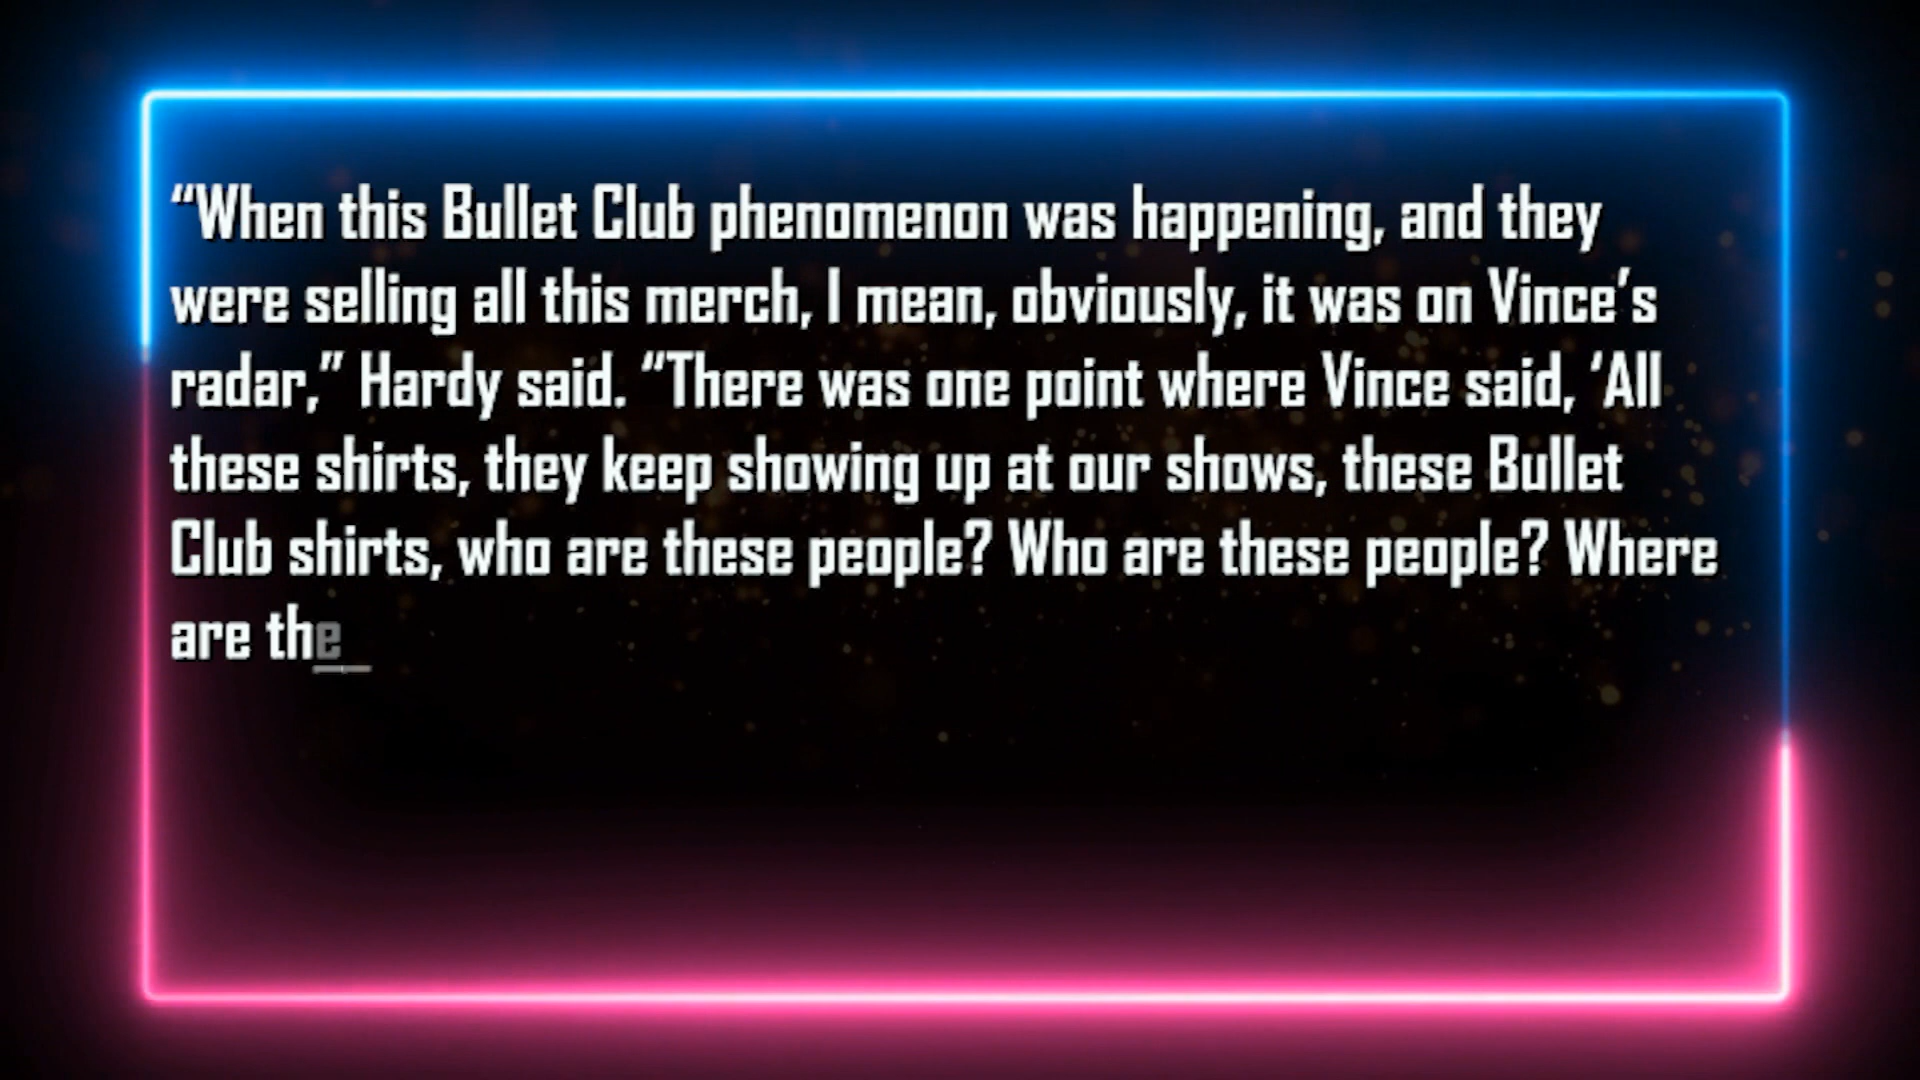 “When this Bullet Club phenomenon was happening, and they
were selling all this merch, I mean, obviously, it was on Vince’s
radar,” Hardy said. “There was one point where Vince said, ‘All
these shirts, they keep showing up at our shows, these Bullet
Club shirts, who are these people? Who are these people? Where
are the_